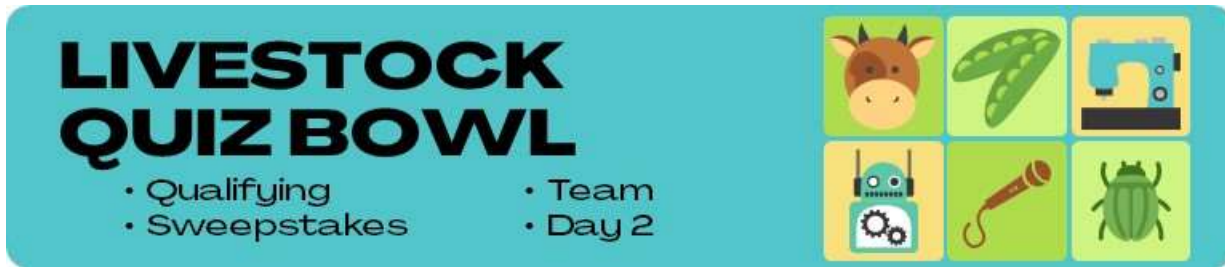 LIVESTOCK
QUIZ BOWL
• Qualifying
• Sweepstakes
• Team
• Day 2